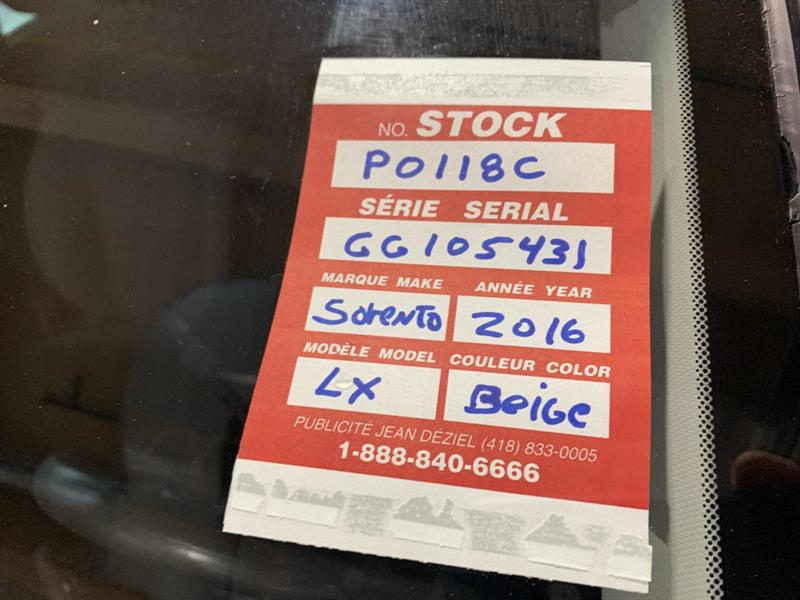 NO. STOCK
P0118C
SÉRIE SERIAL
GG105431
MARQUE MAKE ANNÉE YEAR
Sorento 2016
MODÈLE MODEL COULEUR COLOR
LX Beige
PUBLICITÉ JEAN DÉZIEL (418) 833-0005
1-888-840-6666